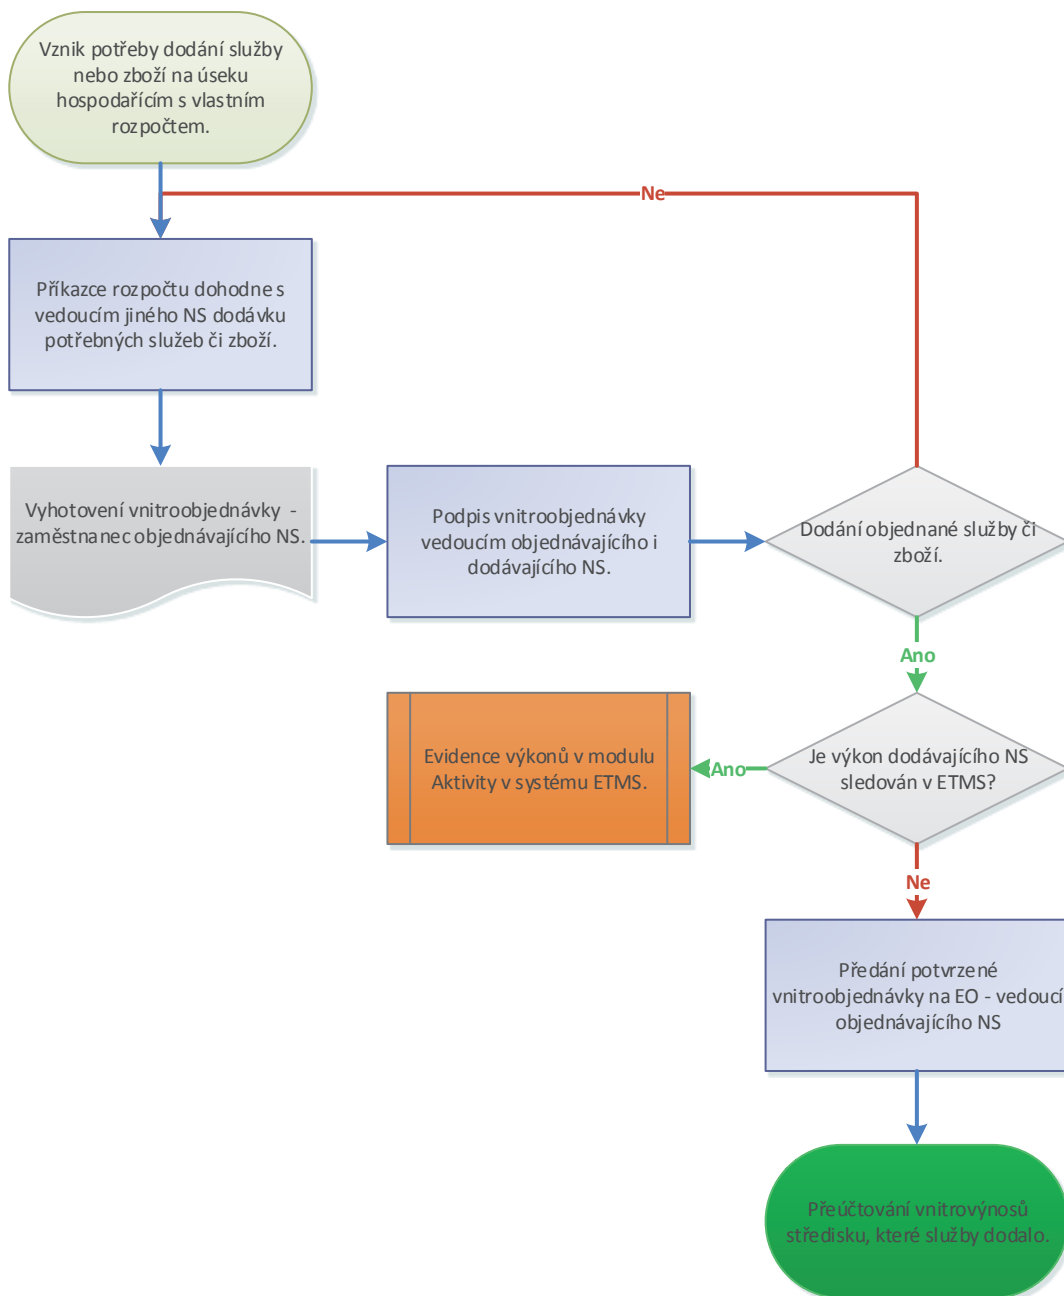 Vznik potřeby dodání služby
nebo zboží na úseku
hospodařícím s vlastním
rozpočtem.
Ne
Příkazce rozpočtu dohodne s
vedoucím jiného NS dodávku
potřebných služeb či zboží.
Vyhotovení vnitroobjednávky -
zaměstnanec objednávajícího NS.
Podpis vnitroobjednávky
vedoucím objednávajícího i
dodávajícího NS.
Dodání objednané služby či
zboží.
Ano
Je výkon dodávajícího NS
sledován v ETMS?
Ano
Evidence výkonů v modulu
Aktivity v systému ETMS.
Ne
Předání potvrzené
vnitroobjednávky na EO - vedoucí
objednávajícího NS
Přeúčtování vnitrovýnosů
středisku, které služby dodalo.